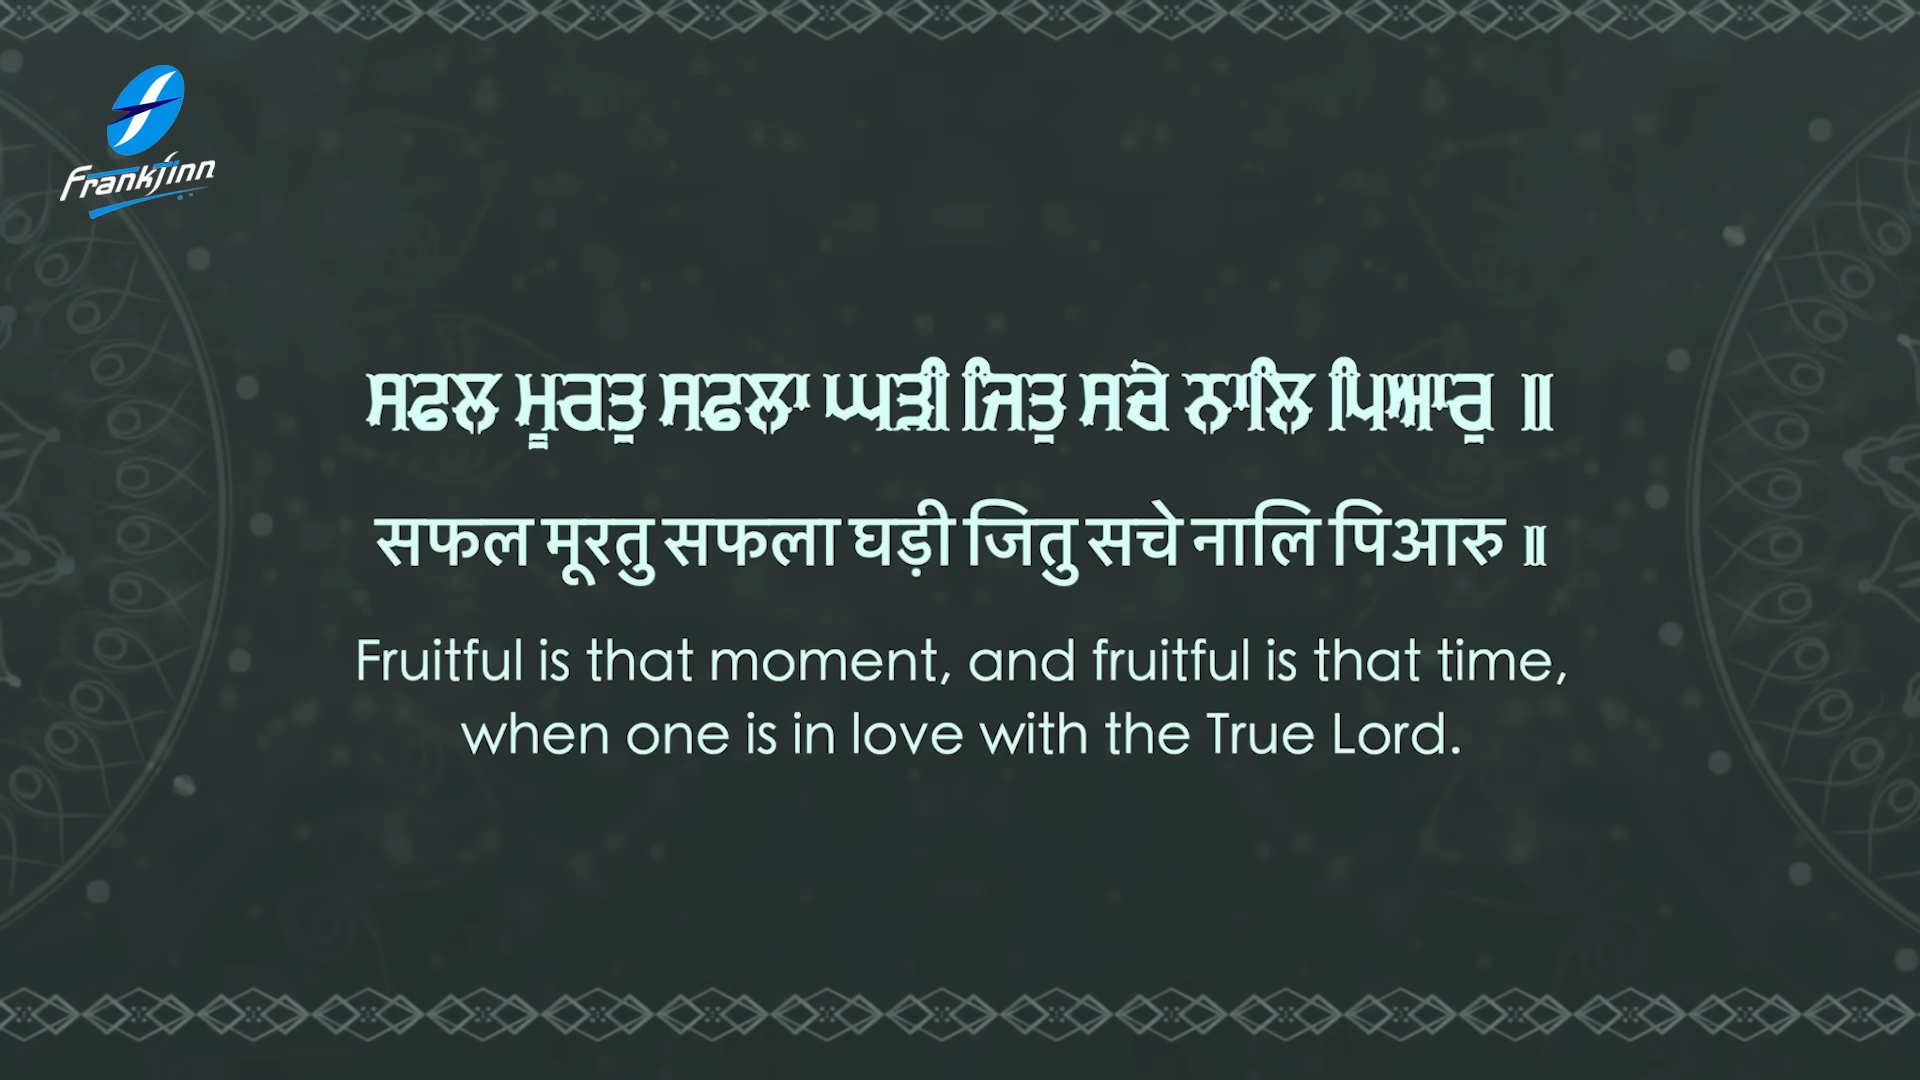 Frankfinn
ਸਫਲ ਮੂਰਤੁ ਸਫਲਾ ਘੜੀ ਜਿਤੁ ਸਚੇ ਨਾਲਿ ਪਿਆਰੁ ॥
सफल मूरतु सफला घड़ी जितु सचे नालि पिआरु ॥
Fruitful is that moment, and fruitful is that time,
when one is in love with the True Lord.